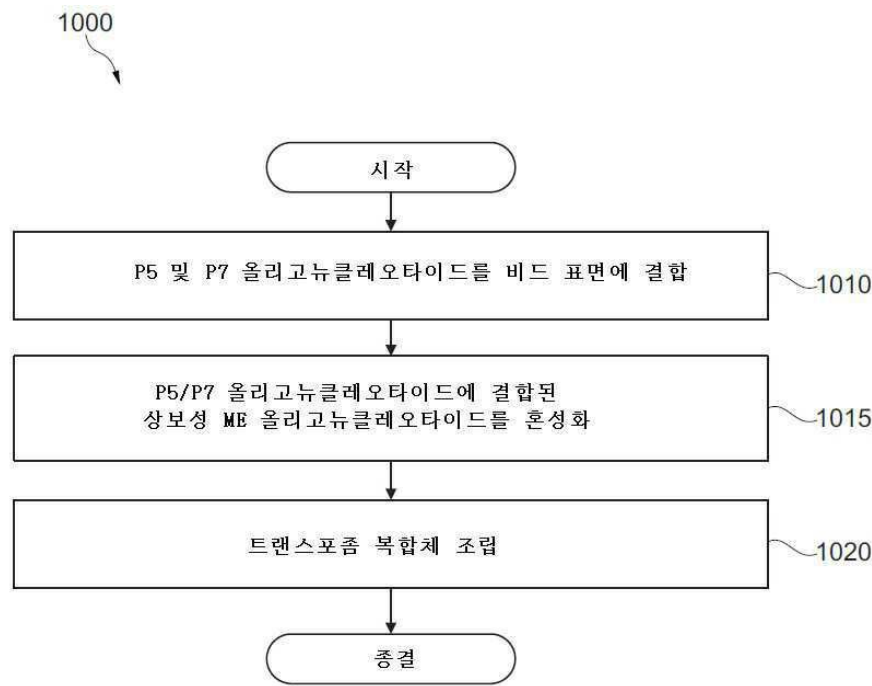 1000
시작
P5 및 P7 올리고뉴클레오타이드를 비드 표면에 결합
1010
P5/P7 올리고뉴클레오타이드에 결합된
상보성 ME 올리고뉴클레오타이드를 혼성화
1015
트랜스포좀 복합체 조립
1020
종결